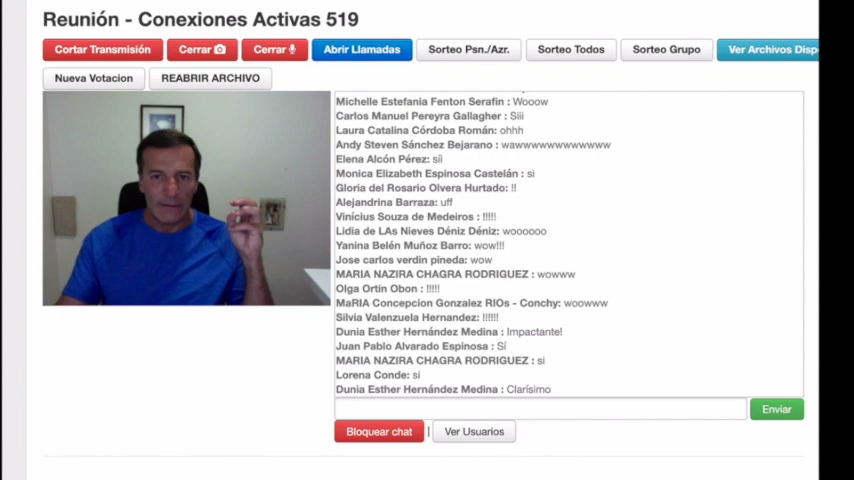 Reunión - Conexiones Activas 519
Cortar Transmisión Cerrar Cerrar Abrir Llamadas Sorteo Psn./Azr. Sorteo Todos Sorteo Grupo Ver Archivos
Nueva Votacion REABRIR ARCHIVO
Michelle Estefania Fenton Serafin : Wooow
Carlos Manuel Pereyra Gallagher : Siii
Laura Catalina Córdoba Román: ohhh
Andy Steven Sánchez Bejarano : wawwwwwwwwwwww
Elena Alcón Pérez: síi
Monica Elizabeth Espinosa Castelán : si
Gloria del Rosario Olvera Hurtado: !!
Alejandrina Barraza: uff
Vinícius Souza de Medeiros : !!!!!
Lidia de LAs Nieves Déniz Déniz: woooooo
Yanina Belén Muñoz Barro: wow!!!
Jose carlos verdin pineda: wow
MARIA NAZIRA CHAGRA RODRIGUEZ : wowww
Olga Ortin Obon : !!!!!
MaRIA Concepcion Gonzalez RIOs - Conchy: woowww
Silvia Valenzuela Hernandez: !!!!!!
Dunia Esther Hernández Medina : Impactante!
Juan Pablo Alvarado Espinosa : Sí
MARIA NAZIRA CHAGRA RODRIGUEZ : si
Lorena Conde: si
Dunia Esther Hernández Medina : Clarísimo
Enviar
Bloquear chat | Ver Usuarios